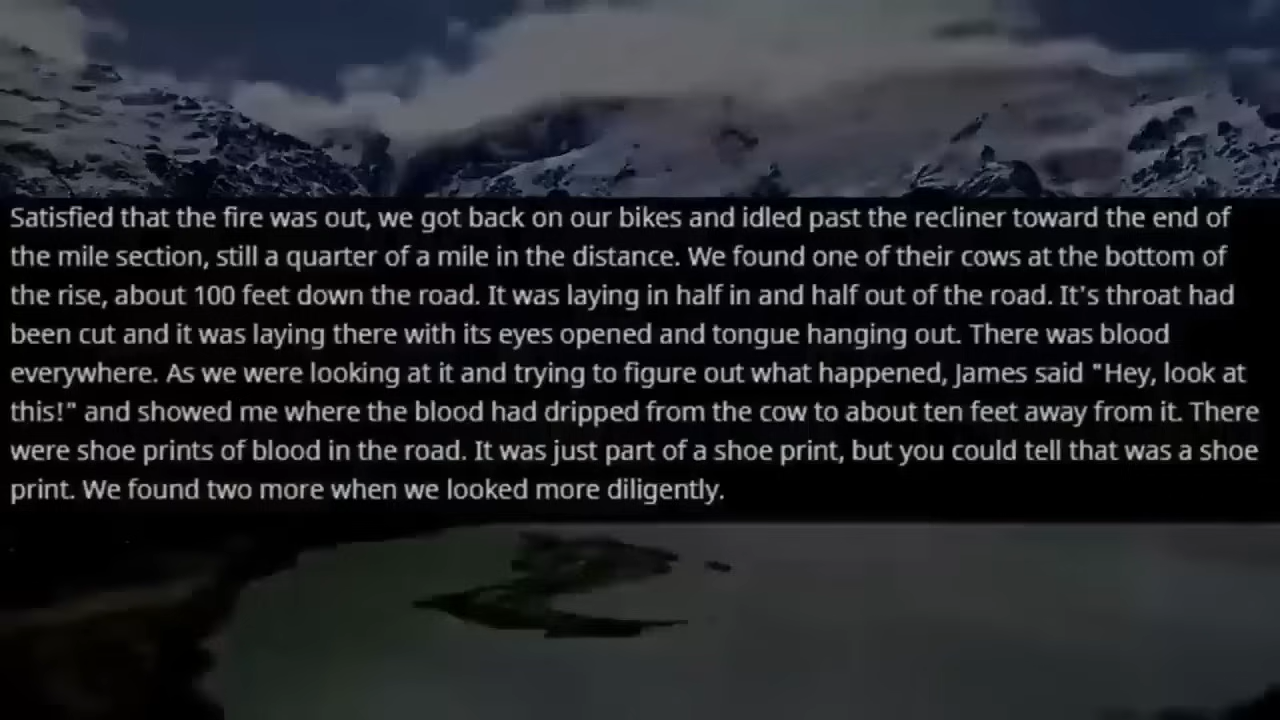 Satisfied that the fire was out, we got back on our bikes and idled past the recliner toward the end of
the mile section, still a quarter of a mile in the distance. We found one of their cows at the bottom of
the rise, about 100 feet down the road. It was laying in half in and half out of the road. It's throat had
been cut and it was laying there with its eyes opened and tongue hanging out. There was blood
everywhere. As we were looking at it and trying to figure out what happened, James said "Hey, look at
this!" and showed me where the blood had dripped from the cow to about ten feet away from it. There
were shoe prints of blood in the road. It was just part of a shoe print, but you could tell that was a shoe
print. We found two more when we looked more diligently.